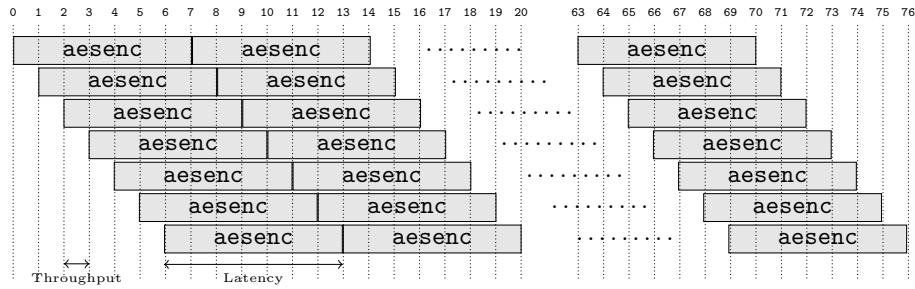 0 1 2 3 4 5 6 7 8 9 10 11 12 13 14 15 16 17 18 19 20 63 64 65 66 67 68 69 70 71 72 73 74 75 76
aesenc aesenc aesenc
aesenc aesenc aesenc
aesenc aesenc aesenc
aesenc aesenc aesenc
aesenc aesenc aesenc
aesenc aesenc aesenc
aesenc aesenc aesenc
Throughput Latency